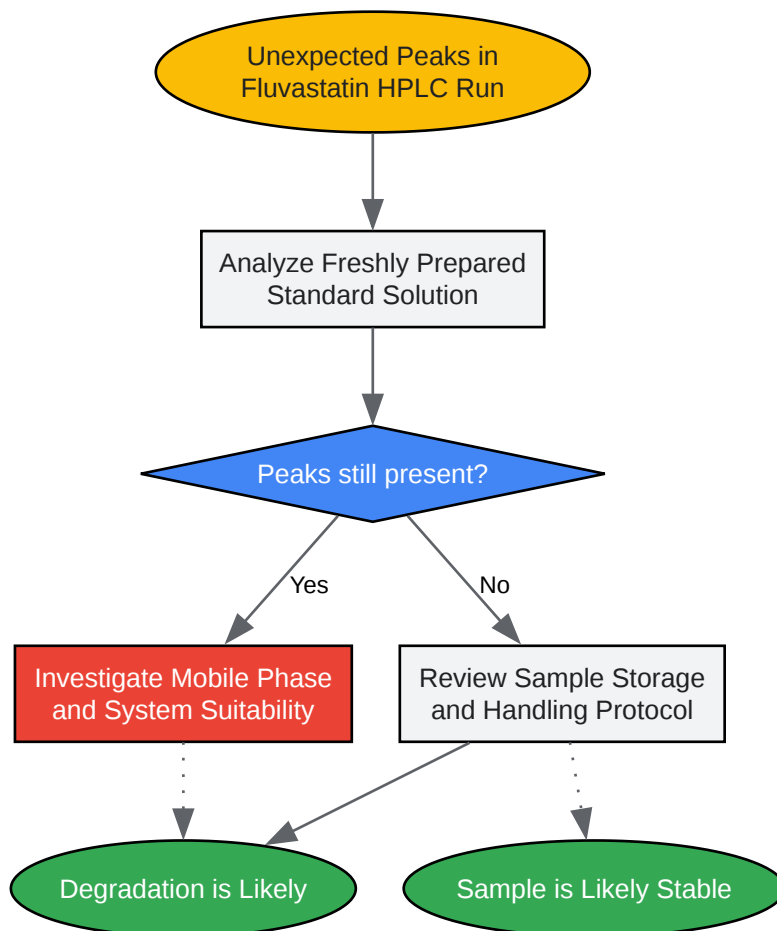 Unexpected Peaks in
Fluvastatin HPLC Run
Analyze Freshly Prepared
Standard Solution
Peaks still present?
Yes
No
Investigate Mobile Phase
and System Suitability
Review Sample Storage
and Handling Protocol
Degradation is Likely
Sample is Likely Stable